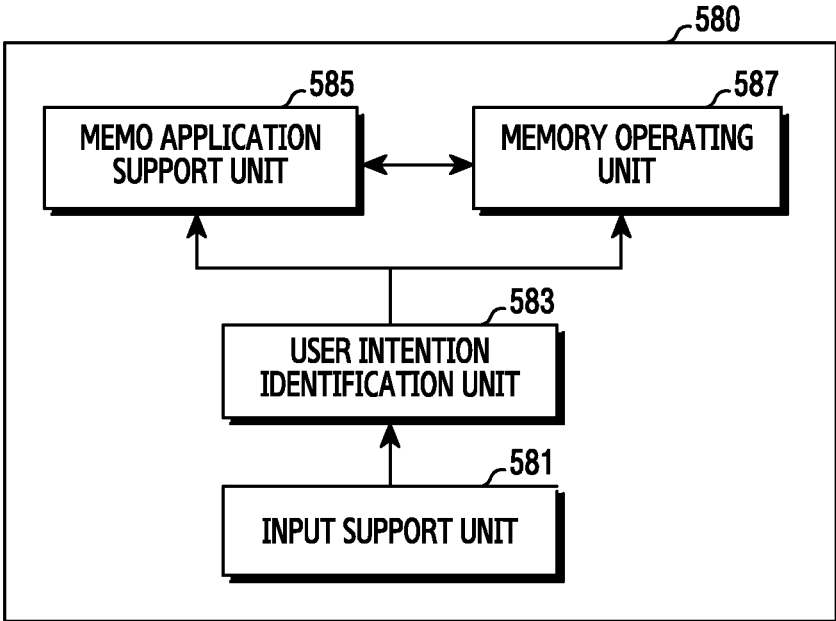 580
585
MEMO APPLICATION
SUPPORT UNIT
587
MEMORY OPERATING
UNIT
583
USER INTENTION
IDENTIFICATION UNIT
581
INPUT SUPPORT UNIT